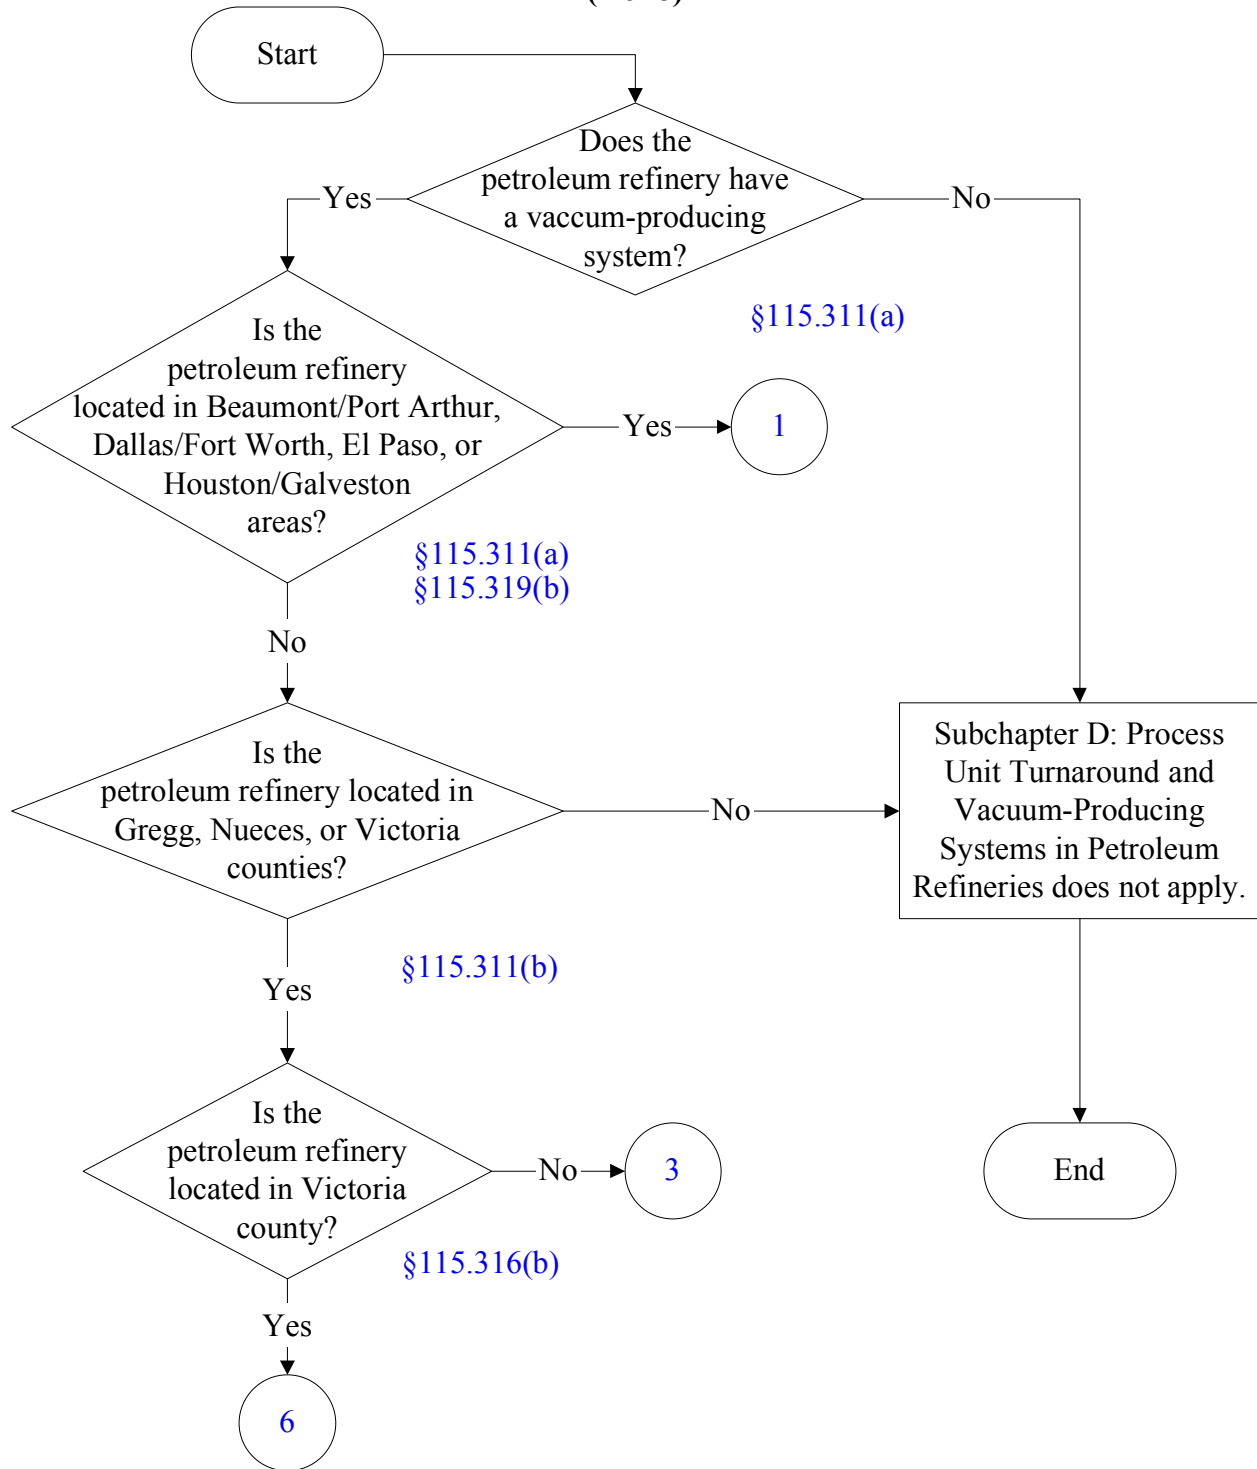 Start
Does the
petroleum refinery have
a vaccum-producing
system?
Yes
No
§115.311(a)
Is the
petroleum refinery
located in Beaumont/Port Arthur,
Dallas/Fort Worth, El Paso, or
Houston/Galveston
areas?
Yes
1
§115.311(a)
§115.319(b)
No
Is the
petroleum refinery located in
Gregg, Nueces, or Victoria
counties?
No
Subchapter D: Process
Unit Turnaround and
Vacuum-Producing
Systems in Petroleum
Refineries does not apply.
§115.311(b)
Yes
Is the
petroleum refinery
located in Victoria
county?
No
3
End
§115.316(b)
Yes
6